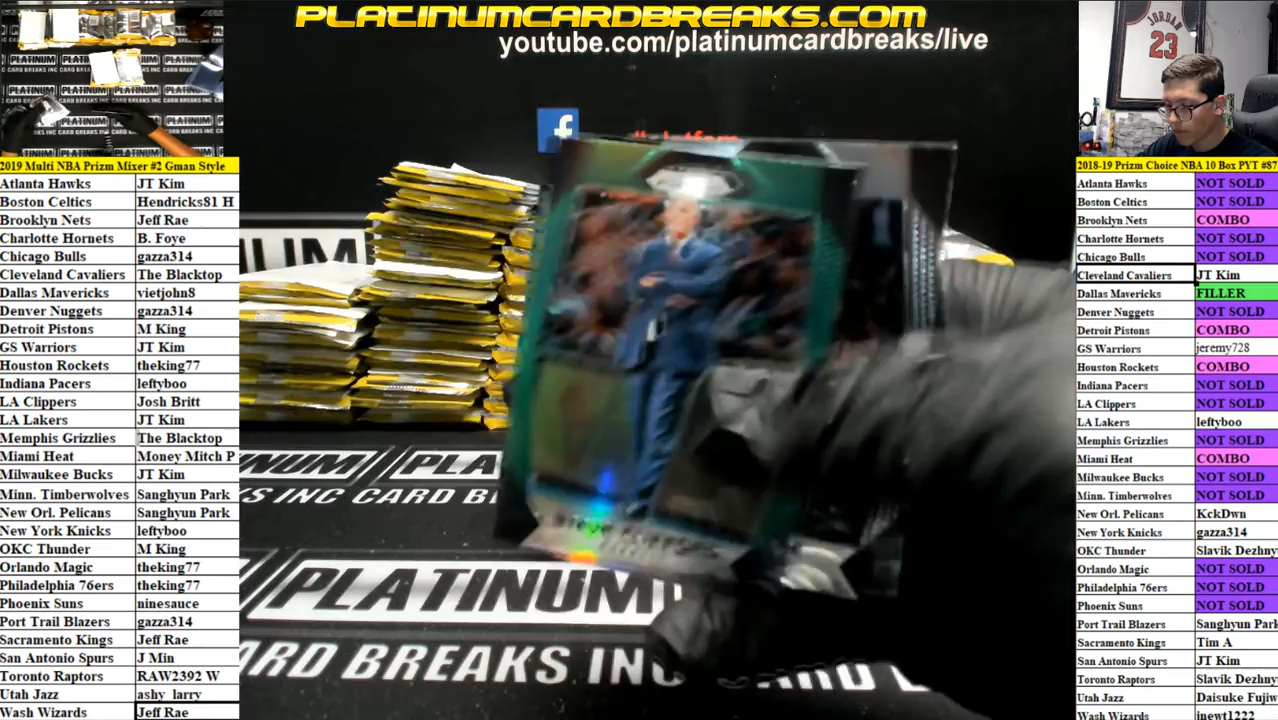 PLATINUMCARDBREAKS.COM
youtube.com/platinumcardbreaks/live
JORDAN
23
2019 Multi NBA Prizm Mixer #2 Gman Style
Atlanta Hawks JT Kim
Boston Celtics Hendricks81 H
Brooklyn Nets Jeff Rae
Charlotte Hornets B. Foye
Chicago Bulls gazza314
Cleveland Cavaliers The Blacktop
Dallas Mavericks vietjohn8
Denver Nuggets gazza314
Detroit Pistons M King
GS Warriors JT Kim
Houston Rockets theking77
Indiana Pacers leftyboo
LA Clippers Josh Britt
LA Lakers JT Kim
Memphis Grizzlies The Blacktop
Miami Heat Money Mitch P
Milwaukee Bucks JT Kim
Minn. Timberwolves Sanghyun Park
New Orl. Pelicans Sanghyun Park
New York Knicks leftyboo
OKC Thunder M King
Orlando Magic theking77
Philadelphia 76ers theking77
Phoenix Suns ninesauce
Port Trail Blazers gazza314
Sacramento Kings Jeff Rae
San Antonio Spurs J Min
Toronto Raptors RAW2392 W
Utah Jazz ashy_larry
Wash Wizards Jeff Rae
2018-19 Prizm Choice NBA 10 Box PYT #87
Atlanta Hawks NOT SOLD
Boston Celtics NOT SOLD
Brooklyn Nets COMBO
Charlotte Hornets NOT SOLD
Chicago Bulls NOT SOLD
Cleveland Cavaliers JT Kim
Dallas Mavericks FILLER
Denver Nuggets NOT SOLD
Detroit Pistons COMBO
GS Warriors jeremy728
Houston Rockets COMBO
Indiana Pacers NOT SOLD
LA Clippers NOT SOLD
LA Lakers leftyboo
Memphis Grizzlies NOT SOLD
Miami Heat COMBO
Milwaukee Bucks NOT SOLD
Minn. Timberwolves NOT SOLD
New Orl. Pelicans KckDwn
New York Knicks gazza314
OKC Thunder Slavik Dezhny
Orlando Magic NOT SOLD
Philadelphia 76ers NOT SOLD
Phoenix Suns NOT SOLD
Port Trail Blazers Sanghyun Park
Sacramento Kings Tim A
San Antonio Spurs JT Kim
Toronto Raptors Slavik Dezhny
Utah Jazz Daisuke Fujiw
Wash Wizards inewt1222
PLATINUM
CARD BREAKS INC